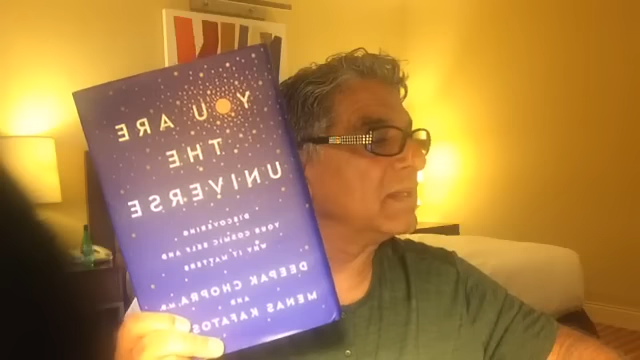 YOU ARE
THE
UNIVERSE
DISCOVERING
YOUR COSMIC SELF AND
WHY IT MATTERS
DEEPAK CHOPRA
AND
MENAS KAFATOS